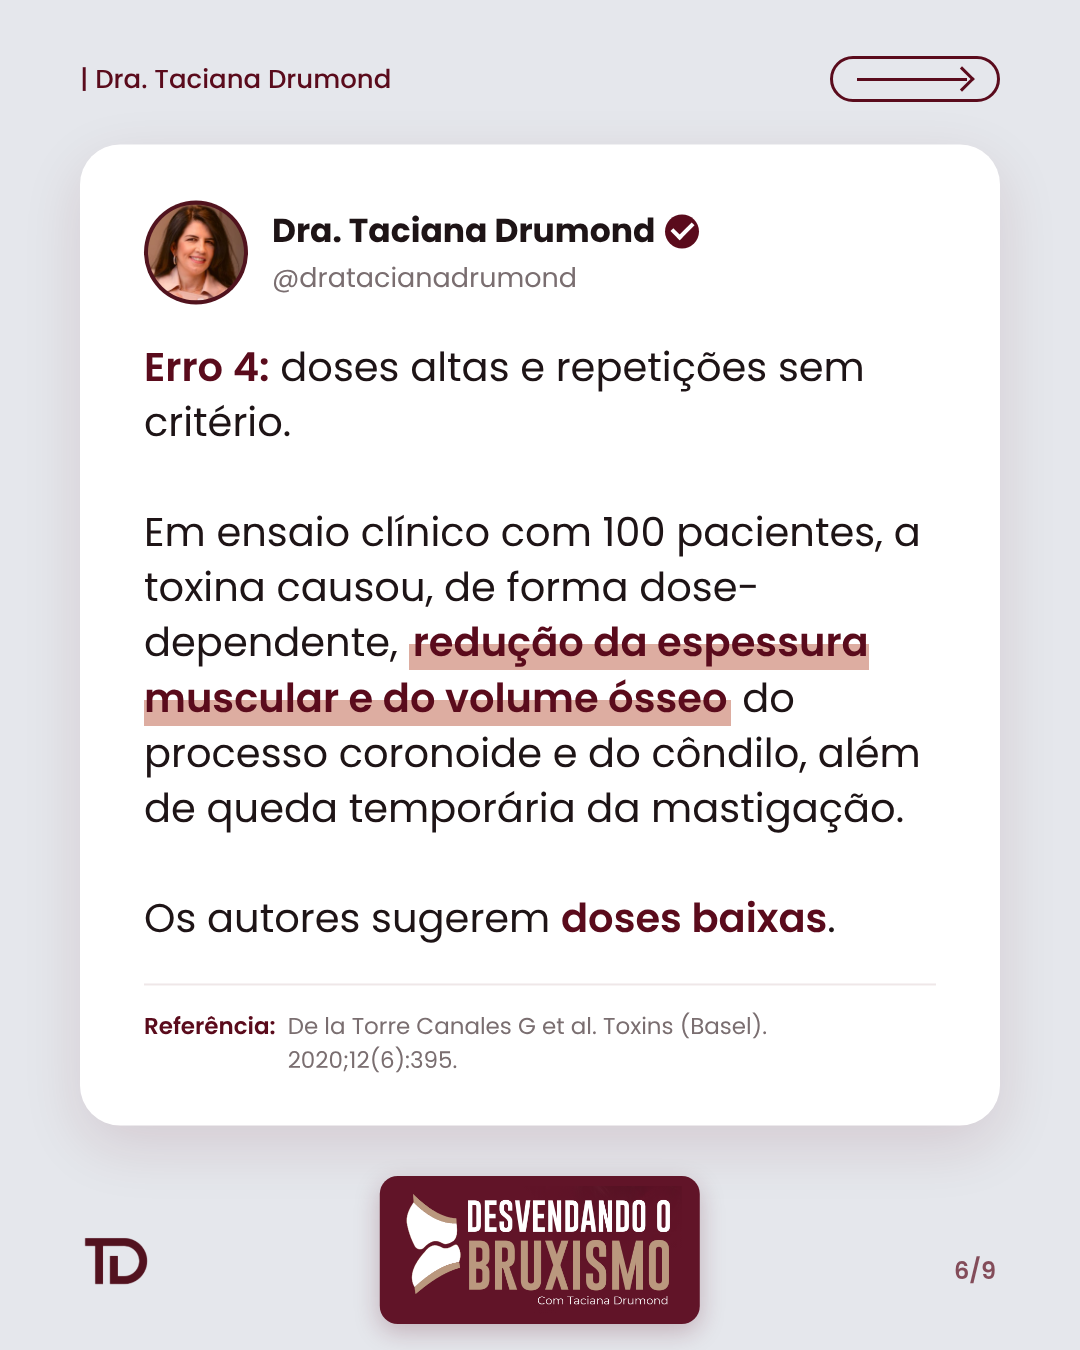 | Dra. Taciana Drumond
Dra. Taciana Drumond
@dratacianadrumond
Erro 4: doses altas e repetições sem
critério.
Em ensaio clínico com 100 pacientes, a
toxina causou, de forma dose-
dependente, redução da espessura
muscular e do volume ósseo do
processo coronoide e do côndilo, além
de queda temporária da mastigação.
Os autores sugerem doses baixas.
Referência: De la Torre Canales G et al. Toxins (Basel).
2020;12(6):395.
TD
DESVENDANDO O
BRUXISMO
Com Taciana Drumond
6/9